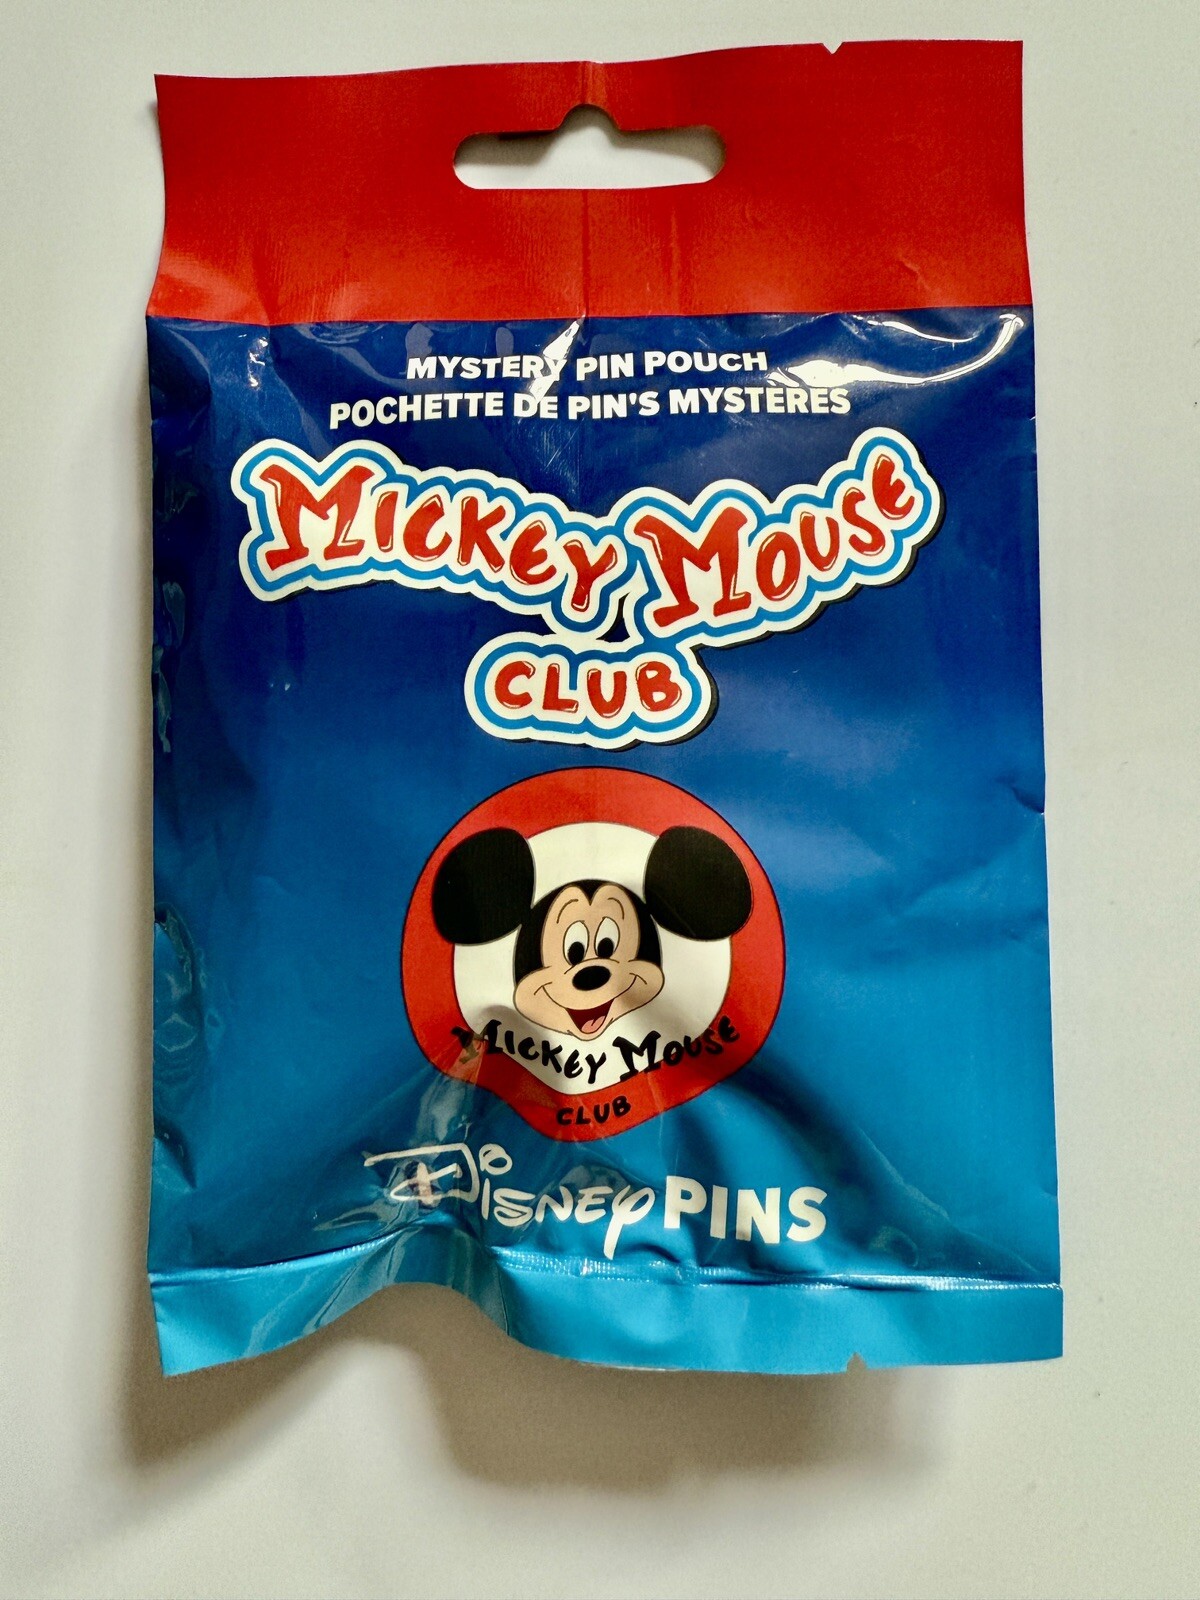 MYSTERY PIN POUCH
POCHETTE DE PIN'S MYSTÈRES
MICKEY MOUSE
CLUB
MICKEY MOUSE
CLUB
Disney PINS